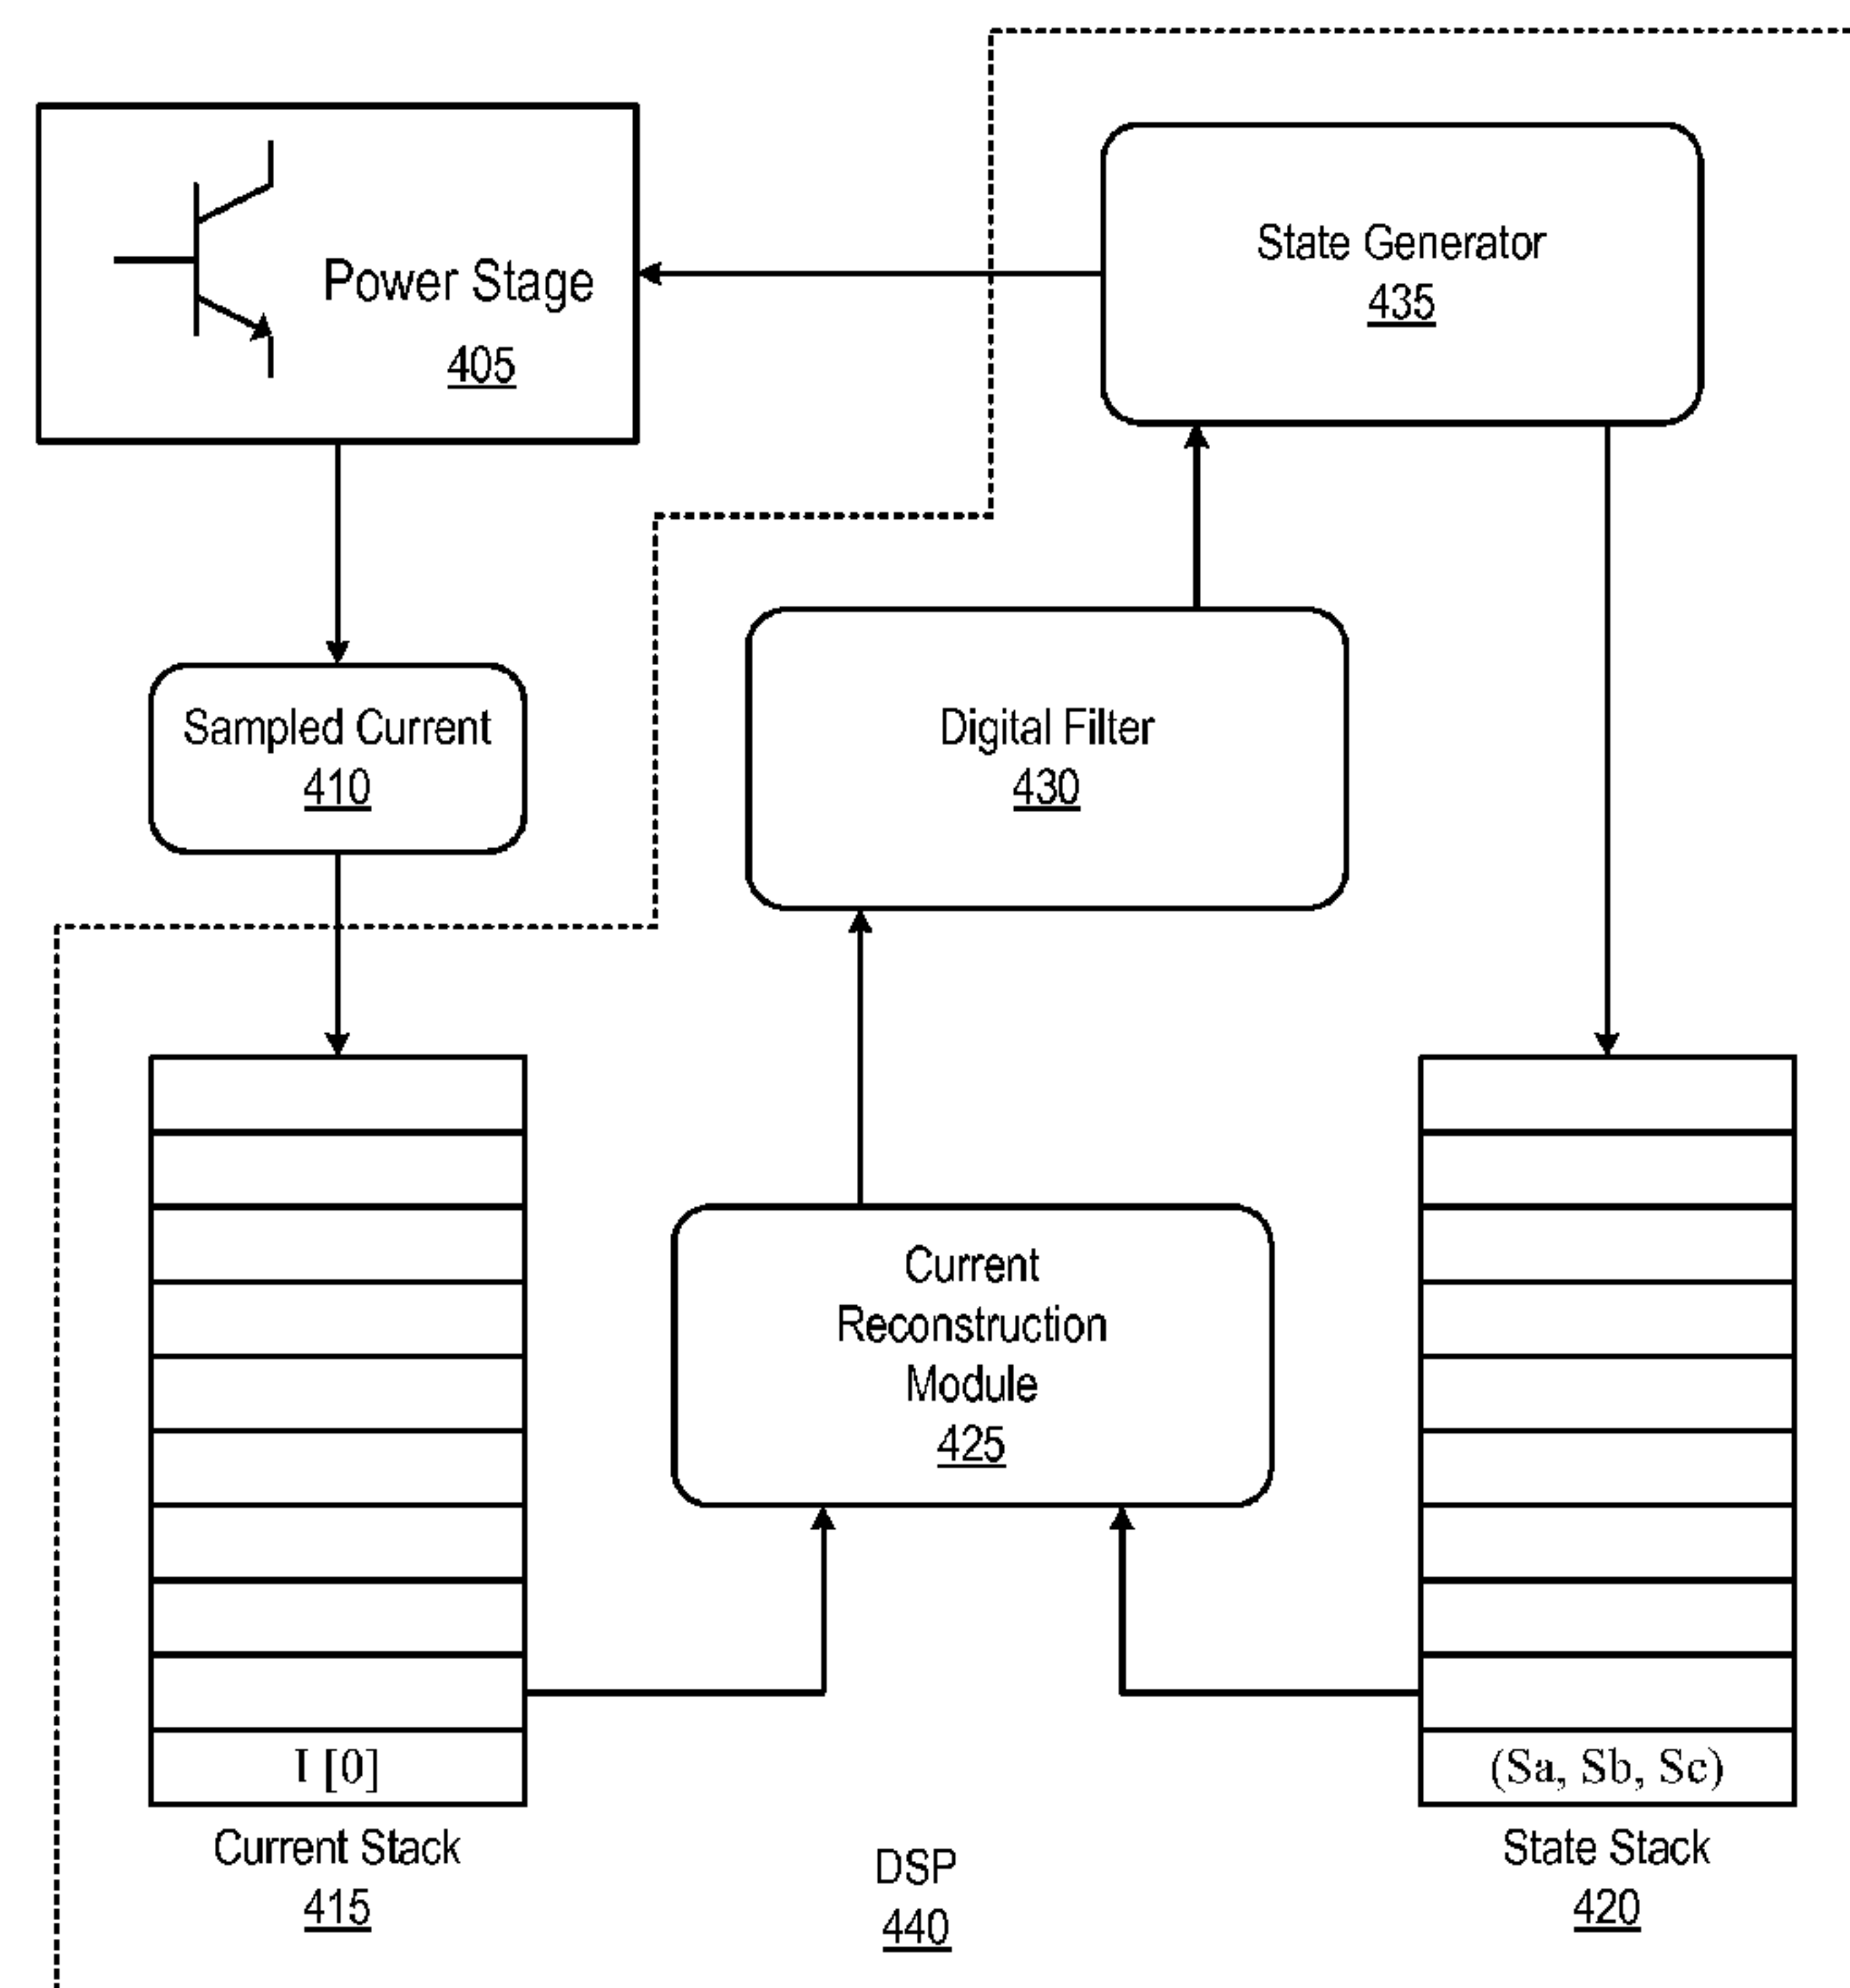 Power Stage
405
State Generator
435
Sampled Current
410
Digital Filter
430
Current
Reconstruction
Module
425
I [0]
(Sa, Sb, Sc)
Current Stack
415
DSP
440
State Stack
420